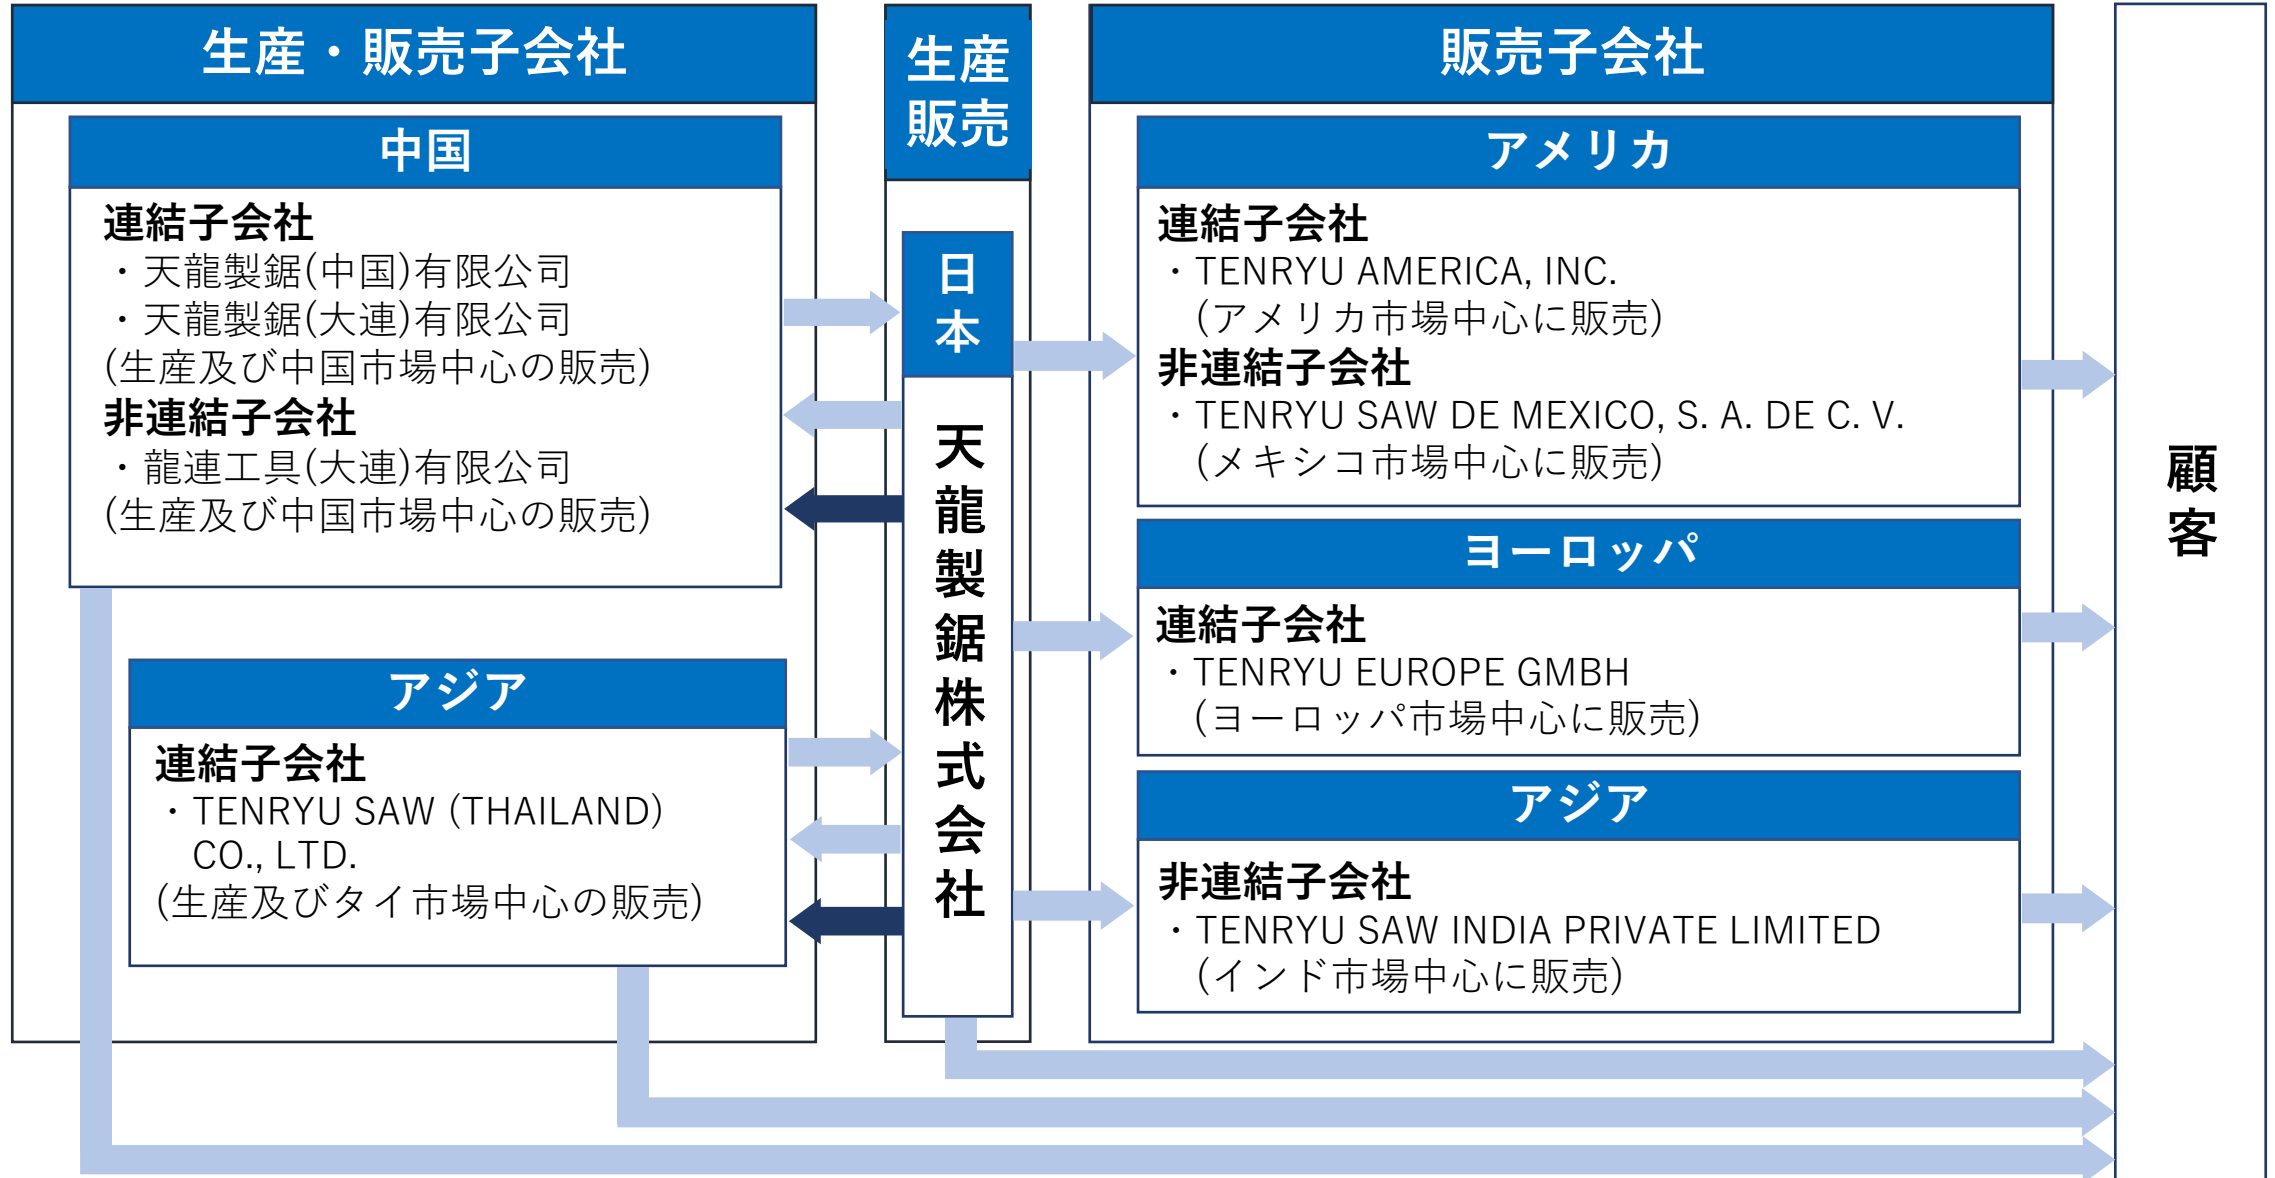 生産・販売子会社
中国
連結子会社
・天龍製鋸(中国)有限公司
・天龍製鋸(大連)有限公司
(生産及び中国市場中心の販売)
非連結子会社
・龍連工具(大連)有限公司
(生産及び中国市場中心の販売)
アジア
連結子会社
・TENRYU SAW (THAILAND)
CO., LTD.
(生産及びタイ市場中心の販売)
生産
販売
日本
天龍製鋸株式会社
販売子会社
アメリカ
連結子会社
・TENRYU AMERICA, INC.
(アメリカ市場中心に販売)
非連結子会社
・TENRYU SAW DE MEXICO, S. A. DE C. V.
(メキシコ市場中心に販売)
ヨーロッパ
連結子会社
・TENRYU EUROPE GMBH
(ヨーロッパ市場中心に販売)
アジア
非連結子会社
・TENRYU SAW INDIA PRIVATE LIMITED
(インド市場中心に販売)
顧客